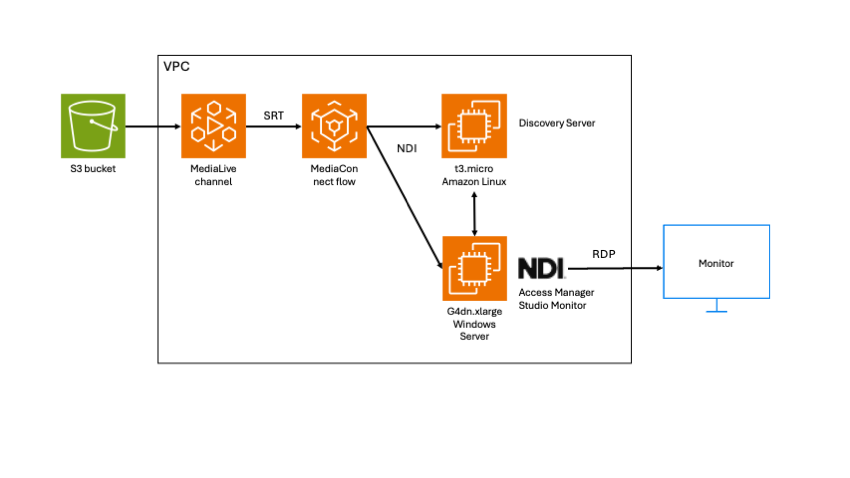 VPC
SRT
NDI
Discovery Server
S3 bucket
MediaLive
channel
MediaCon
nect flow
t3.micro
Amazon Linux
RDP
Monitor
NDI
Access Manager
Studio Monitor
G4dn.xlarge
Windows
Server